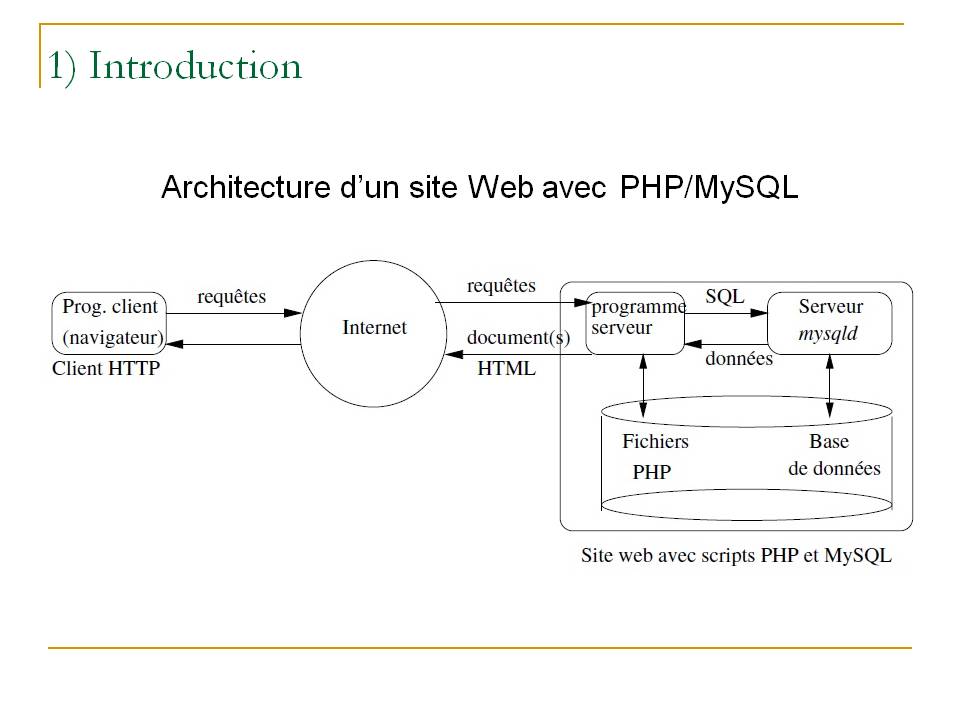 1) Introduction
Architecture d'un site Web avec PHP/MySQL
Prog. client
(navigateur)
Client HTTP
requêtes
Internet
requêtes
document(s)
HTML
programme
serveur
SQL
données
Serveur
mysqld
Fichiers
PHP
Base
de données
Site web avec scripts PHP et MySQL